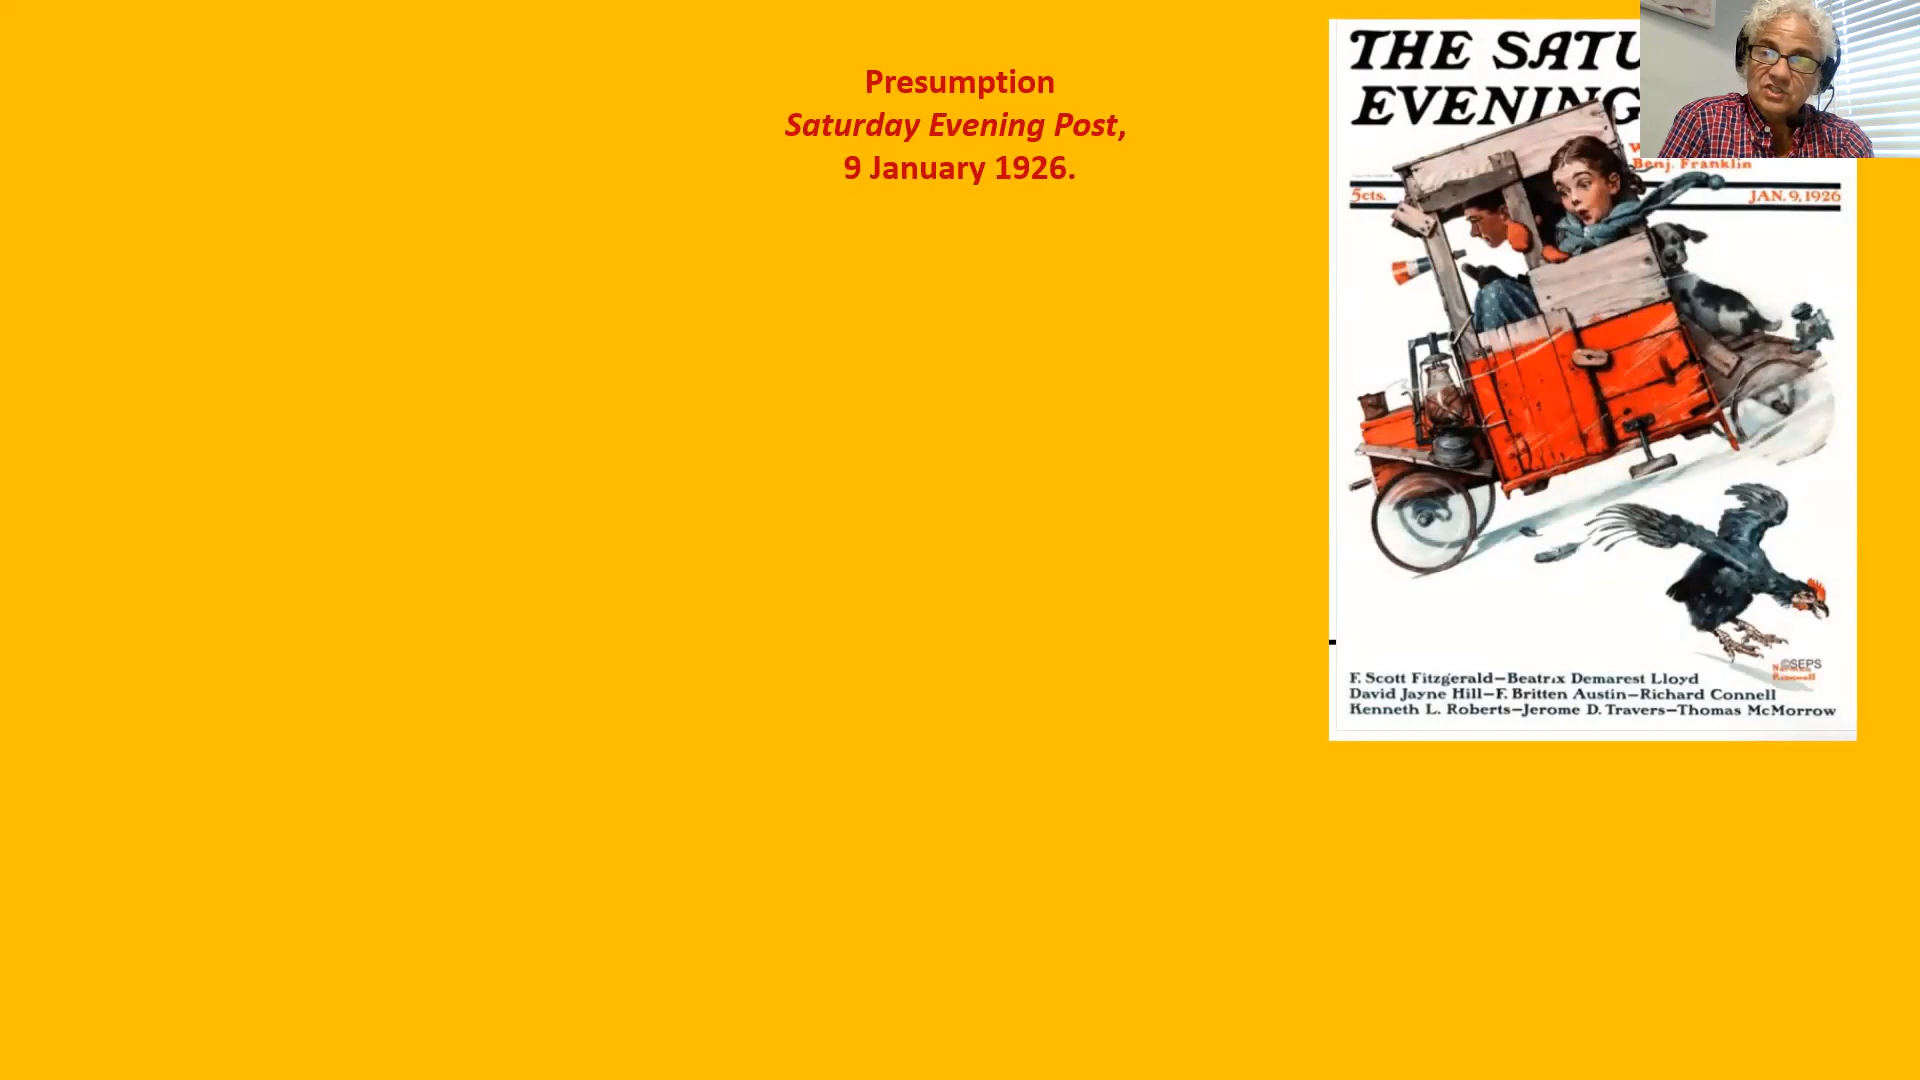 Presumption
Saturday Evening Post,
9 January 1926.
THE SATU
EVENING
Benj. Franklin
5cts.
JAN. 9, 1926
©SEPS
F. Scott Fitzgerald—Beatrix Demarest Lloyd
David Jayne Hill—F. Britten Austin—Richard Connell
Kenneth L. Roberts—Jerome D. Travers—Thomas McMorrow